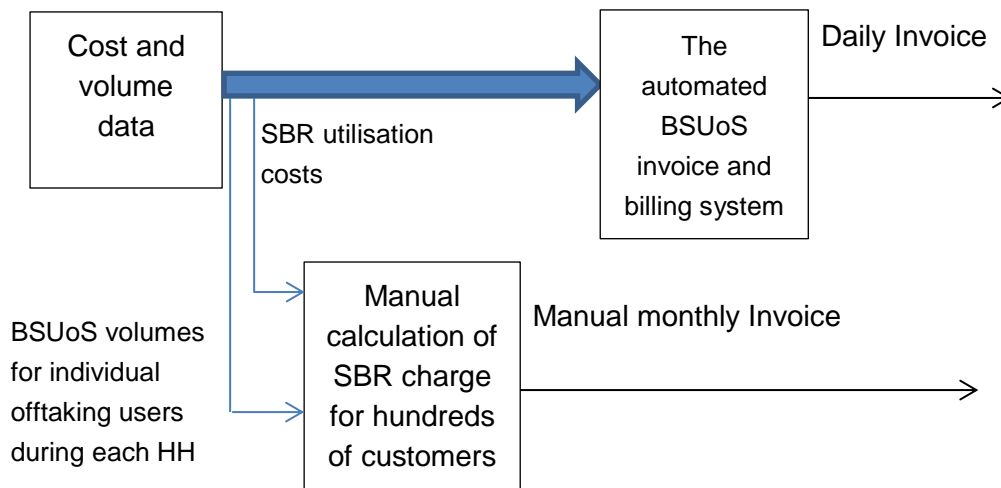 Cost and
volume
data
SBR utilisation
costs
The
automated
BSUoS
invoice and
billing system
Daily Invoice
BSUoS volumes
for individual
offtaking users
during each HH
Manual
calculation of
SBR charge
for hundreds
of customers
Manual monthly Invoice